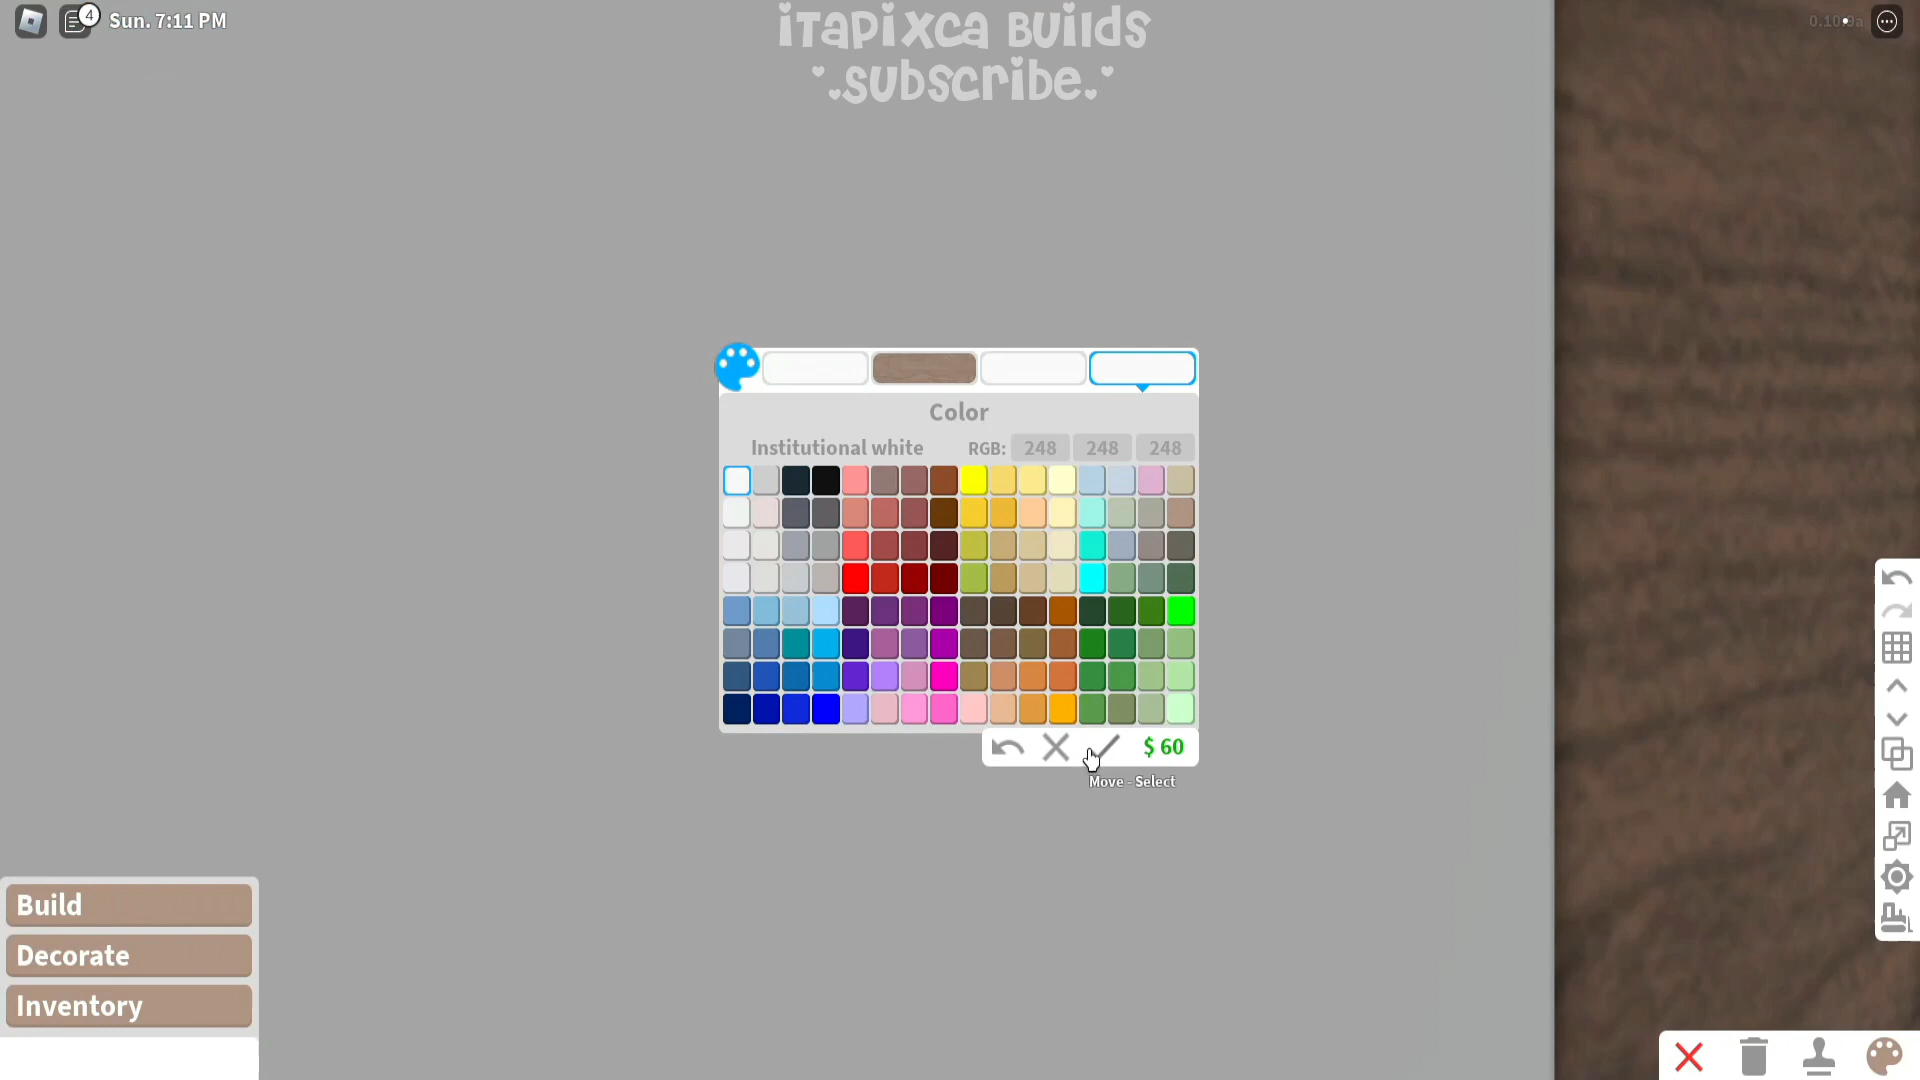 4
Sun. 7:11 PM
iTapixca Builds
.subscribe.
Color
Institutional white
RGB: 248 248 248
$ 60
Move - Select
Build
Decorate
Inventory